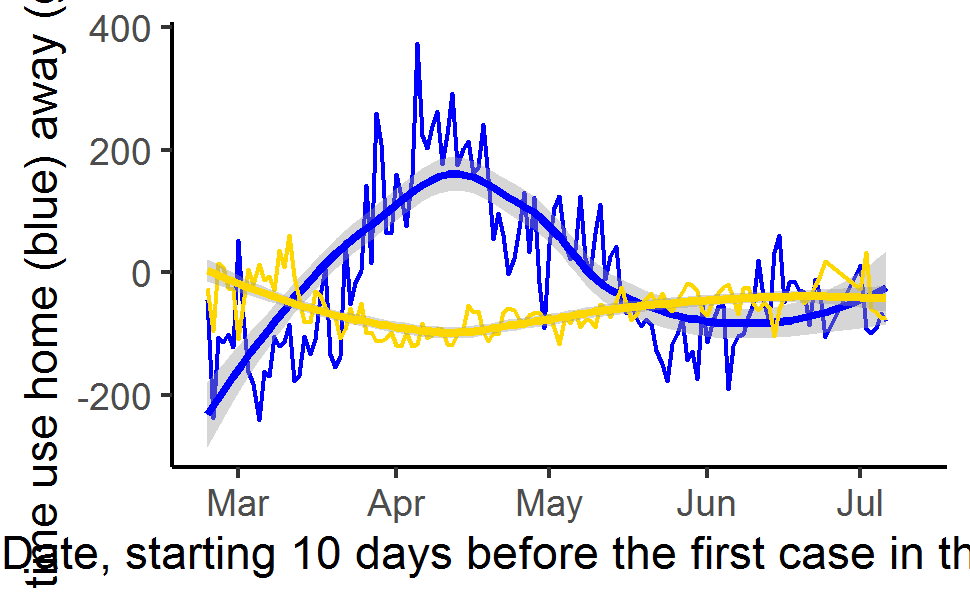 time use home (blue) away (
400
200
0
-200
Mar Apr May Jun Jul
Date, starting 10 days before the first case in th